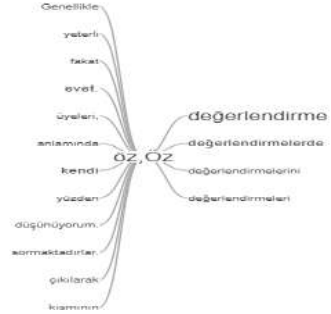 Genellikle
yeterli
fakat
evet,
üyeleri,
anlamında
kendi
yüzden
düşünüyorum.
sormaktadırlar.
çıkılarak
kısmının
öz,Öz
değerlendirme
değerlendirmelerde
değerlendirmelerini
değerlendirmeleri